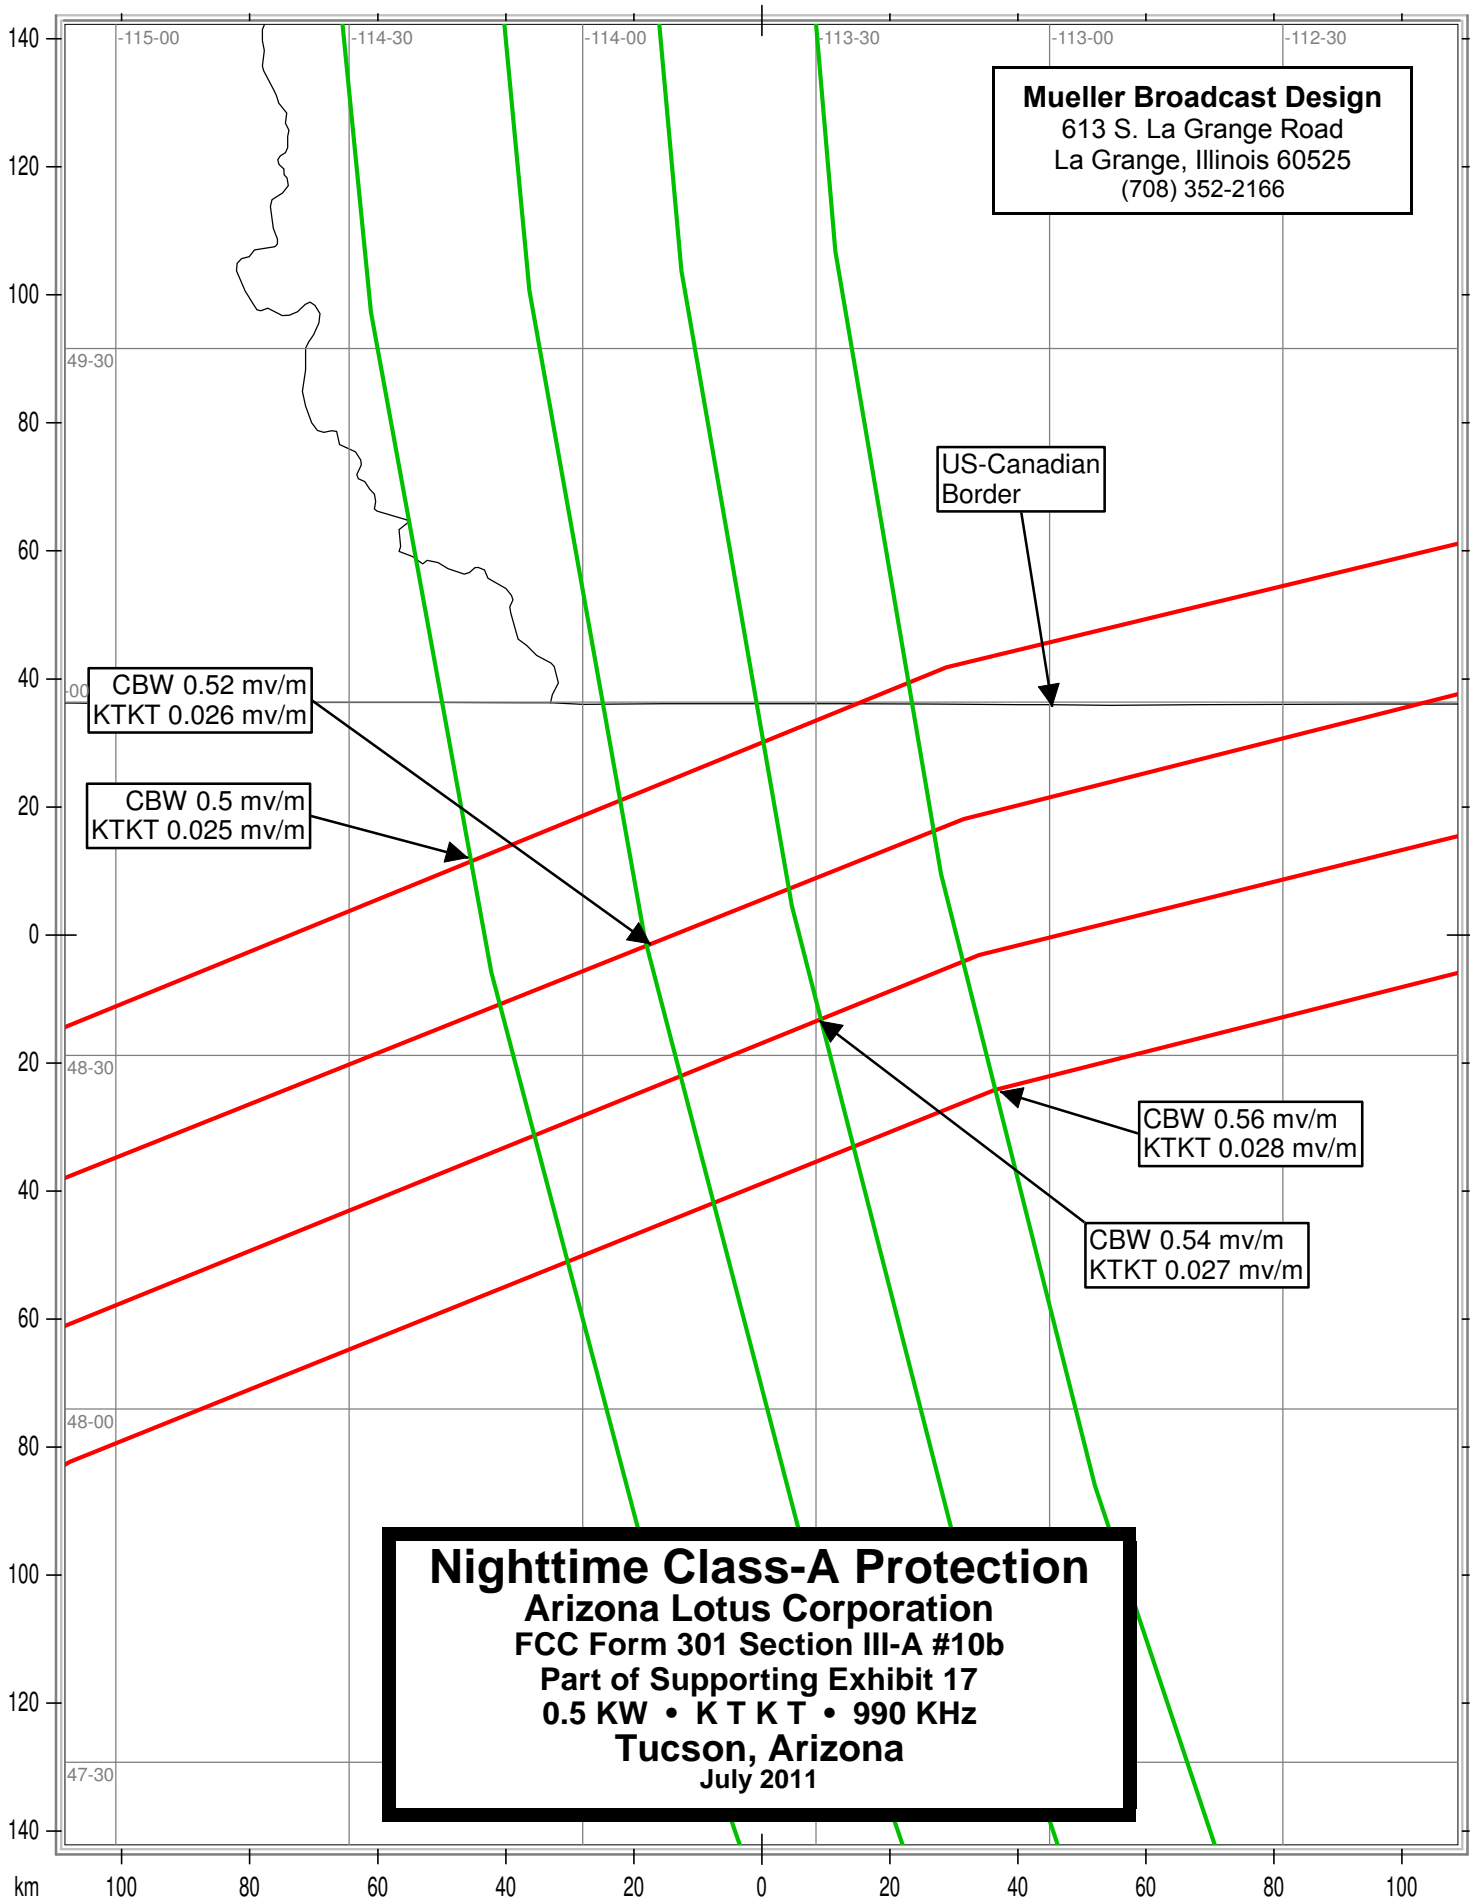 -115-00
-114-30
-114-00
-113-30
-113-00
-112-30
Mueller Broadcast Design
613 S. La Grange Road
La Grange, Illinois 60525
(708) 352-2166
140
120
100
80
60
40
20
0
20
40
60
80
100
120
140
49-30
-00
48-30
48-00
47-30
US-Canadian
Border
CBW 0.52 mv/m
KTKT 0.026 mv/m
CBW 0.5 mv/m
KTKT 0.025 mv/m
CBW 0.56 mv/m
KTKT 0.028 mv/m
CBW 0.54 mv/m
KTKT 0.027 mv/m
Nighttime Class-A Protection
Arizona Lotus Corporation
FCC Form 301 Section III-A #10b
Part of Supporting Exhibit 17
0.5 KW • K T K T • 990 KHz
Tucson, Arizona
July 2011
km 100 80 60 40 20 0 20 40 60 80 100